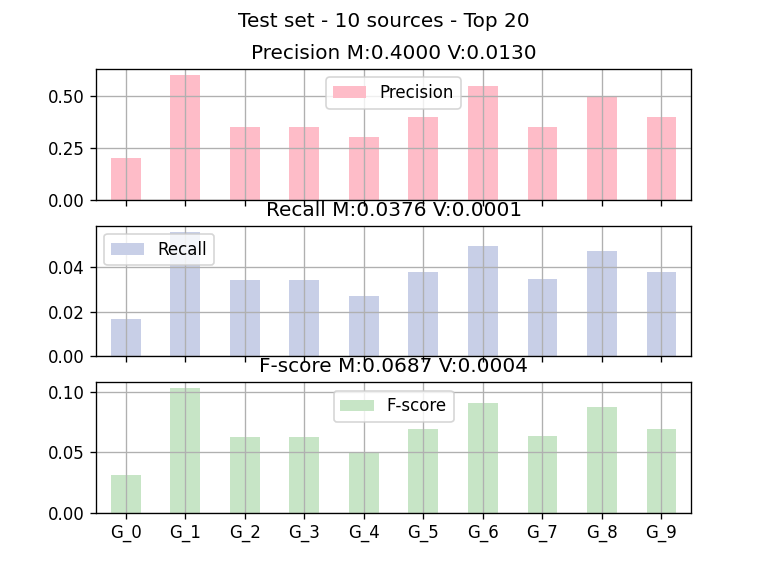 Test set - 10 sources - Top 20
Precision M:0.4000 V:0.0130
Precision
0.50
0.25
0.00
Recall M:0.0376 V:0.0001
Recall
0.04
0.02
0.00
F-score M:0.0687 V:0.0004
F-score
0.10
0.05
0.00
G_0 G_1 G_2 G_3 G_4 G_5 G_6 G_7 G_8 G_9